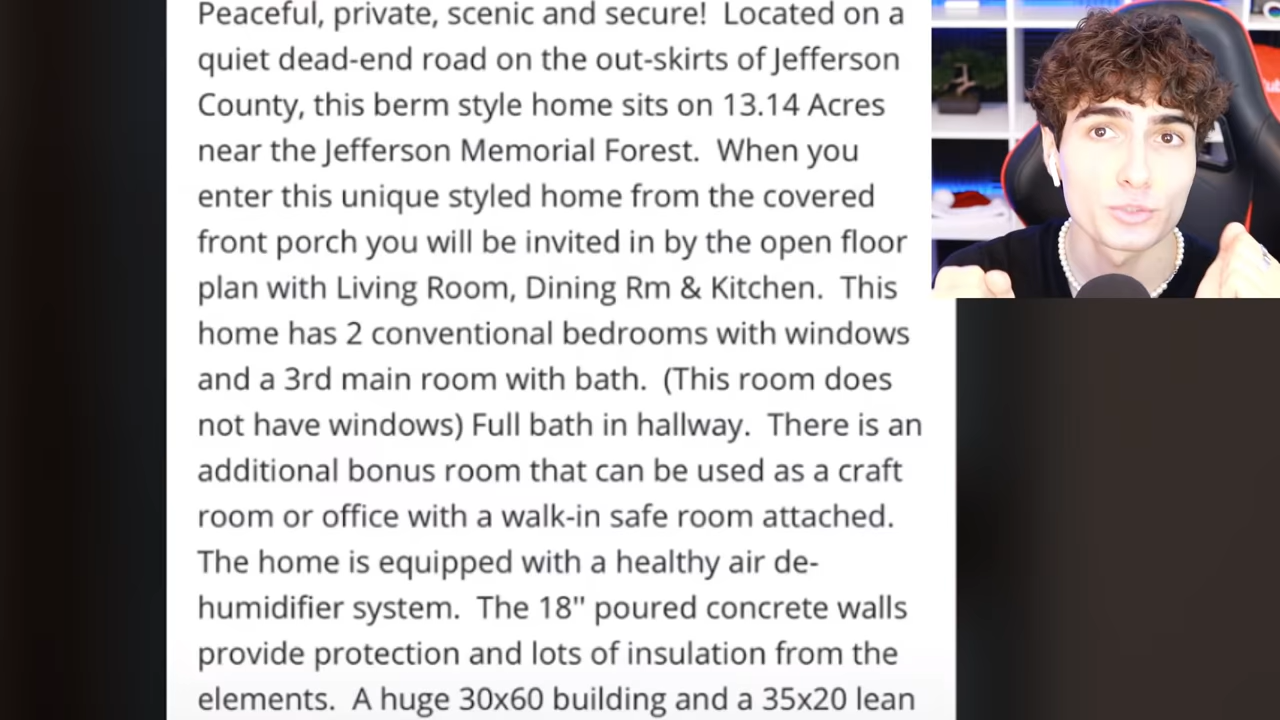 Peaceful, private, scenic and secure!  Located on a
quiet dead-end road on the out-skirts of Jefferson
County, this berm style home sits on 13.14 Acres
near the Jefferson Memorial Forest.  When you
enter this unique styled home from the covered
front porch you will be invited in by the open floor
plan with Living Room, Dining Rm & Kitchen.  This
home has 2 conventional bedrooms with windows
and a 3rd main room with bath.  (This room does
not have windows) Full bath in hallway.  There is an
additional bonus room that can be used as a craft
room or office with a walk-in safe room attached.
The home is equipped with a healthy air de-
humidifier system.  The 18" poured concrete walls
provide protection and lots of insulation from the
elements.  A huge 30x60 building and a 35x20 lean